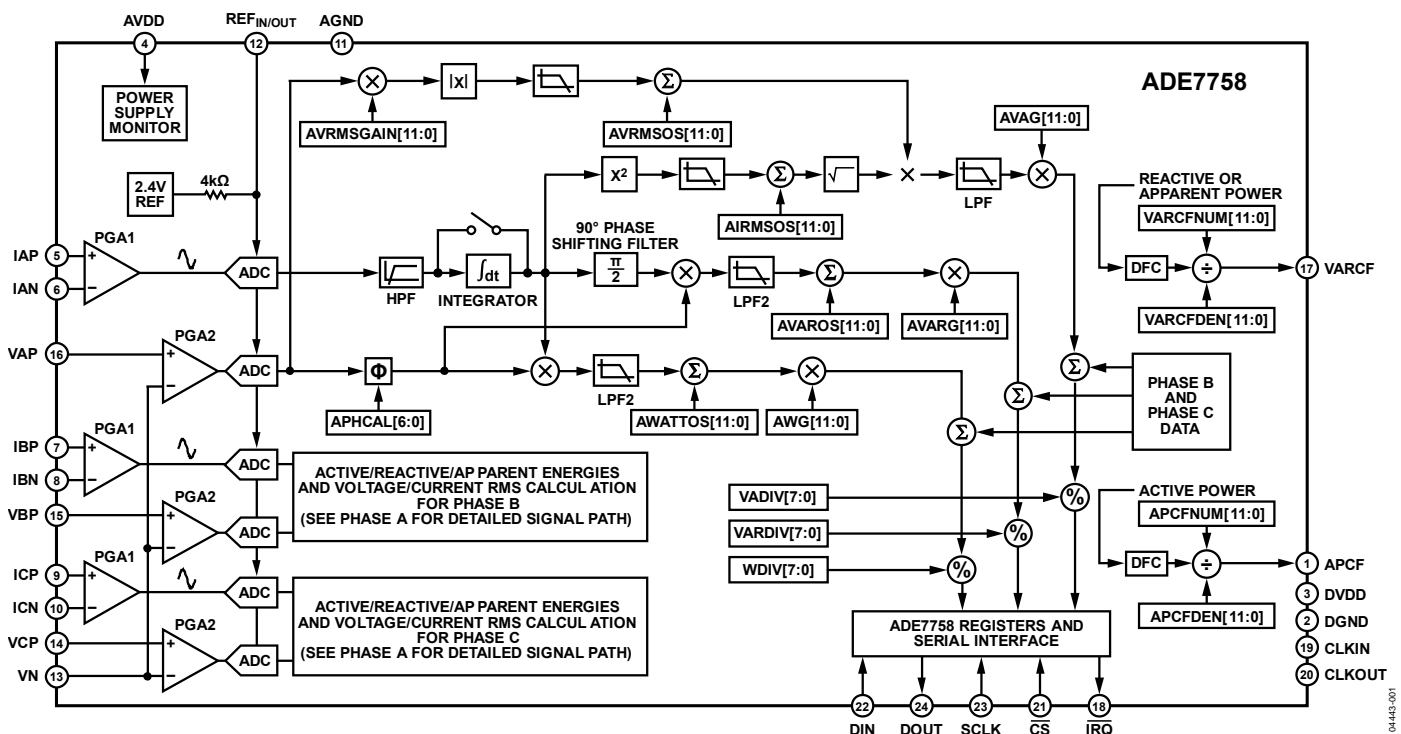 AVDD
REFIN/OUT
AGND
4
12
11
ADE7758
POWER
SUPPLY
MONITOR
|X|
AVRMSGAIN[11:0]
AVRMSOS[11:0]
AVAG[11:0]
2.4V
REF
4kΩ
X²
LPF
AIRMSOS[11:0]
REACTIVE OR
APPARENT POWER
VARCFNUM[11:0]
DFC
÷
17
VARCF
VARCFDEN[11:0]
IAP
5
IAN
6
PGA1
+
−
ADC
HPF
∫dt
INTEGRATOR
90° PHASE
SHIFTING FILTER
π
2
LPF2
Σ
AVAROS[11:0]
AVARG[11:0]
VAP
16
PGA2
+
−
ADC
Φ
APHCAL[6:0]
LPF2
Σ
AWATTOS[11:0]
AWG[11:0]
Σ
Σ
Σ
PHASE B
AND
PHASE C
DATA
IBP
7
IBN
8
PGA1
+
−
ADC
VBP
15
PGA2
+
−
ADC
ACTIVE/REACTIVE/AP PARENT ENERGIES
AND VOLTAGE/CURRENT RMS CALCUL ATION
FOR PHASE B
(SEE PHASE A FOR DETAILED SIGNAL PATH)
VADIV[7:0]
%
VARDIV[7:0]
%
WDIV[7:0]
%
ACTIVE POWER
APCFNUM[11:0]
DFC
÷
APCFDEN[11:0]
1
APCF
3
DVDD
2
DGND
19
CLKIN
20
CLKOUT
ICP
9
ICN
10
PGA1
+
−
ADC
VCP
14
VN
13
PGA2
+
−
ADC
ACTIVE/REACTIVE/AP PARENT ENERGIES
AND VOLTAGE/CURRENT RMS CALCUL ATION
FOR PHASE C
(SEE PHASE A FOR DETAILED SIGNAL PATH)
ADE7758 REGISTERS AND
SERIAL INTERFACE
22
24
23
21
18
DIN
DOUT
SCLK
CS
IRQ
04443-001